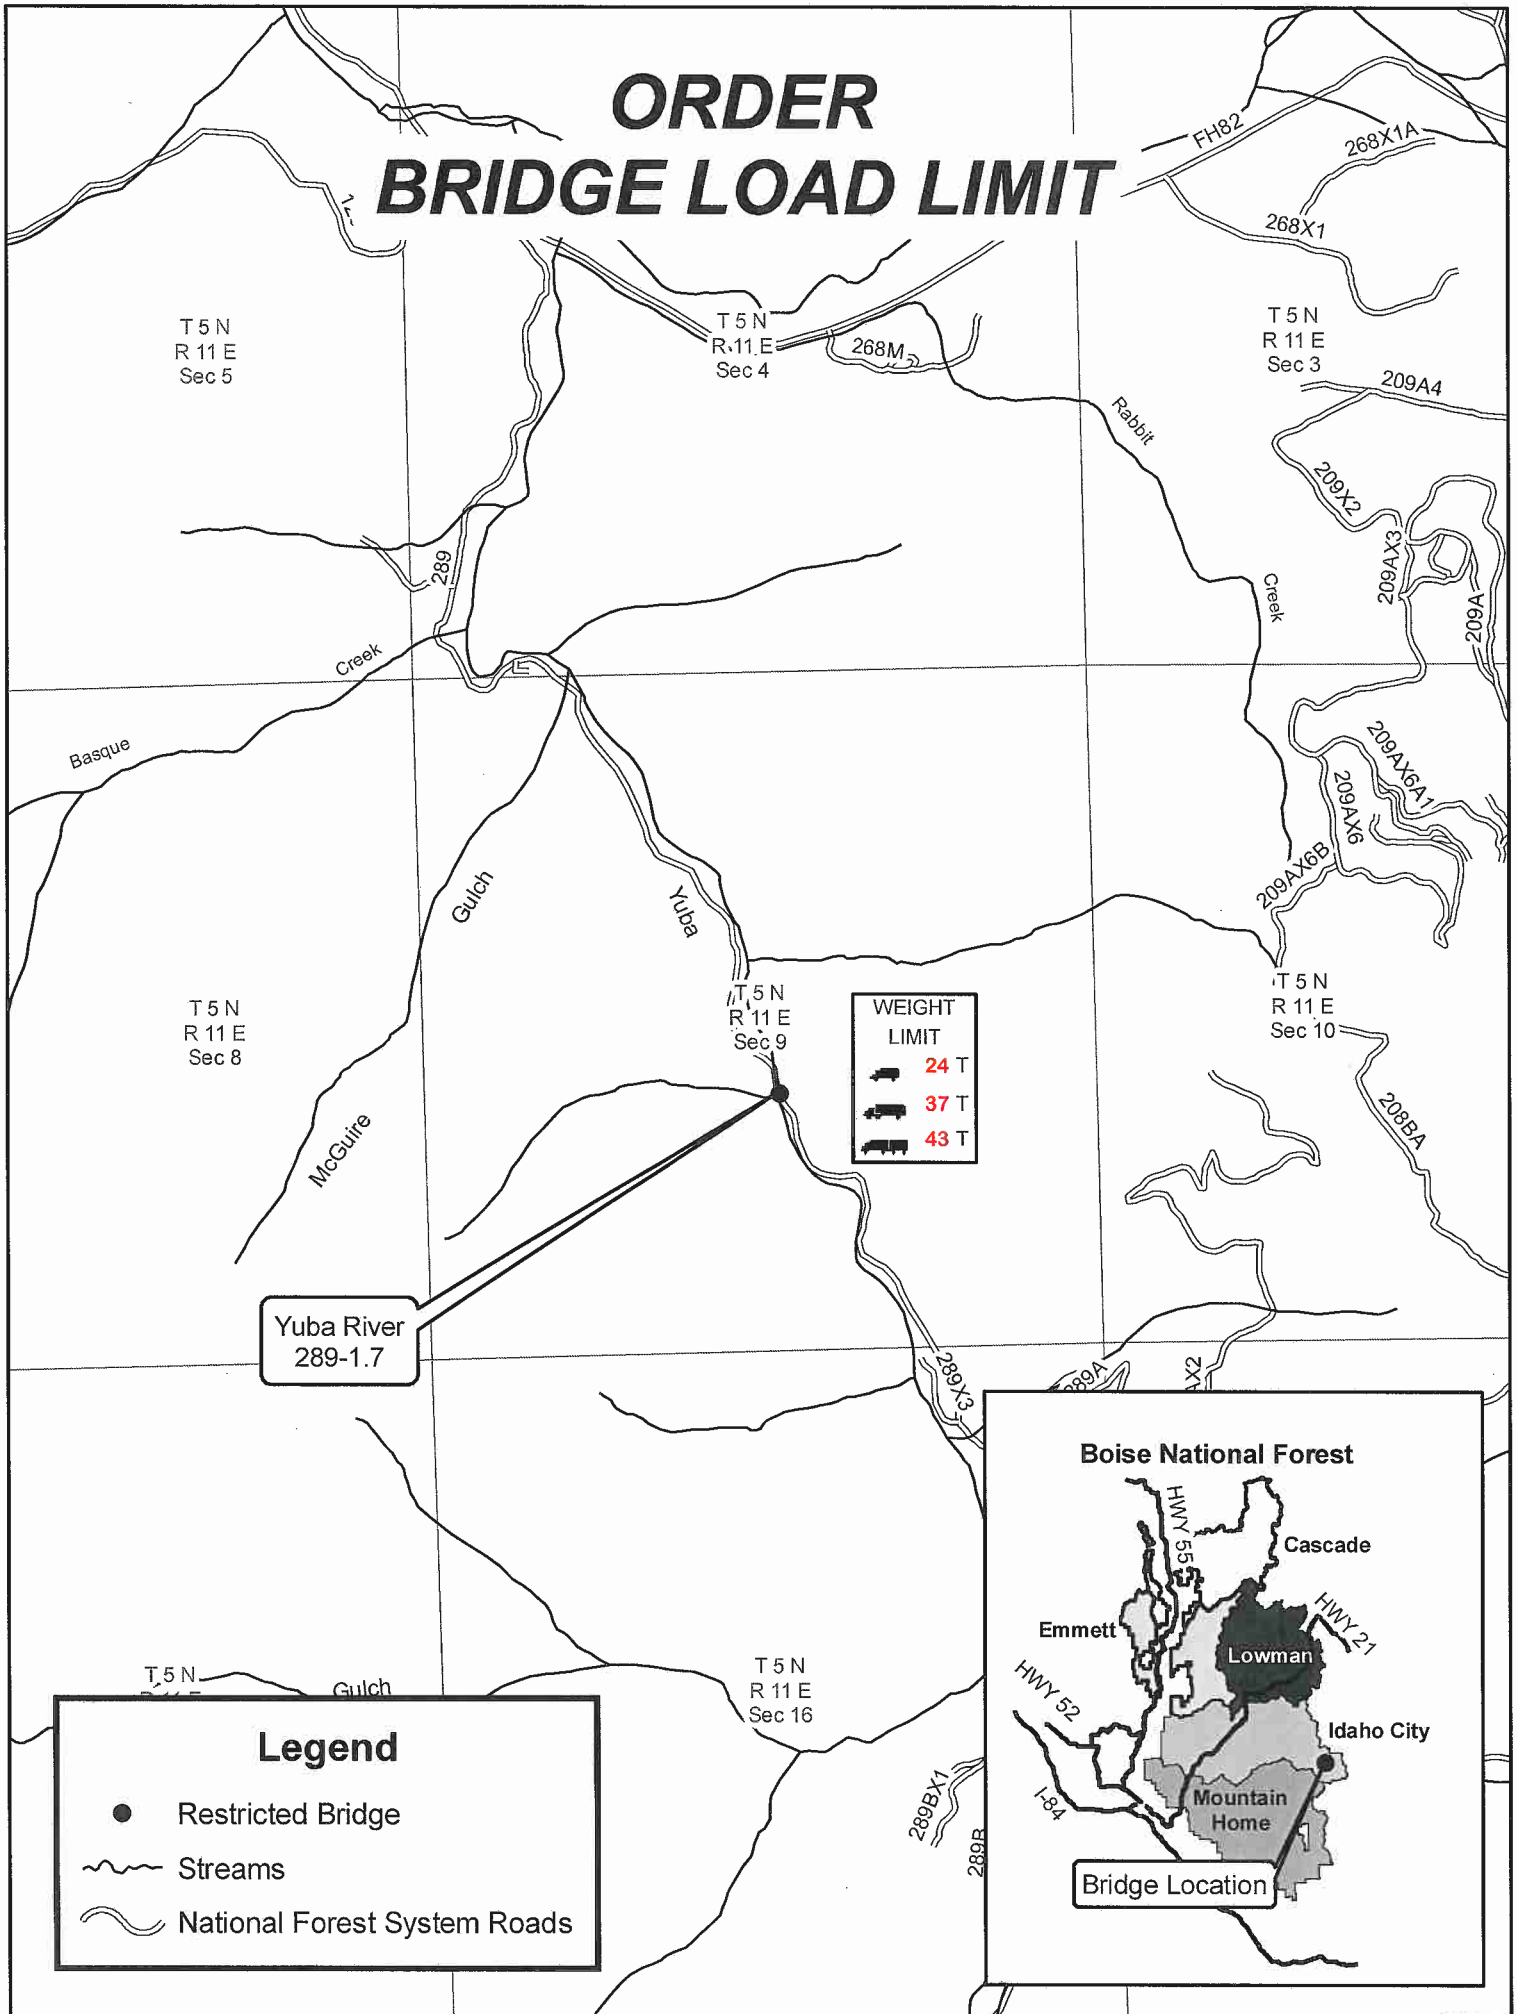 ORDER
BRIDGE LOAD LIMIT
FH82
268X1A
268X1
T 5 N
R 11 E
Sec 5
T 5 N
R 11 E
Sec 4
268M
T 5 N
R 11 E
Sec 3
209A4
Rabbit
Creek
209X2
209AX3
209A
289
Creek
Basque
209AX6A1
209AX6
209AX6B
Gulch
McGuire
Yuba
T 5 N
R 11 E
Sec 8
T 5 N
R 11 E
Sec 9
WEIGHT
LIMIT
24 T
37 T
43 T
T 5 N
R 11 E
Sec 10
208BA
Yuba River
289-1.7
289X3
289A
AX2
T 5 N
Gulch
T 5 N
R 11 E
Sec 16
289BX1
289B
Legend
Restricted Bridge
Streams
National Forest System Roads
Boise National Forest
HWY 55
Cascade
Emmett
HWY 21
Lowman
HWY 52
Idaho City
I-84
Mountain
Home
Bridge Location